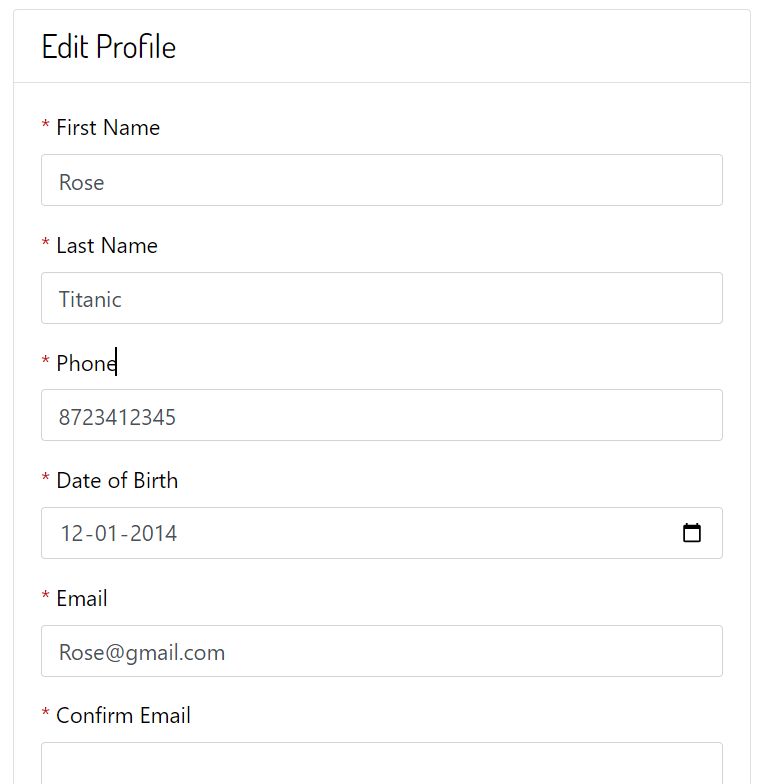 Edit Profile
* First Name
Rose
* Last Name
Titanic
* Phone
8723412345
* Date of Birth
12-01-2014
* Email
Rose@gmail.com
* Confirm Email